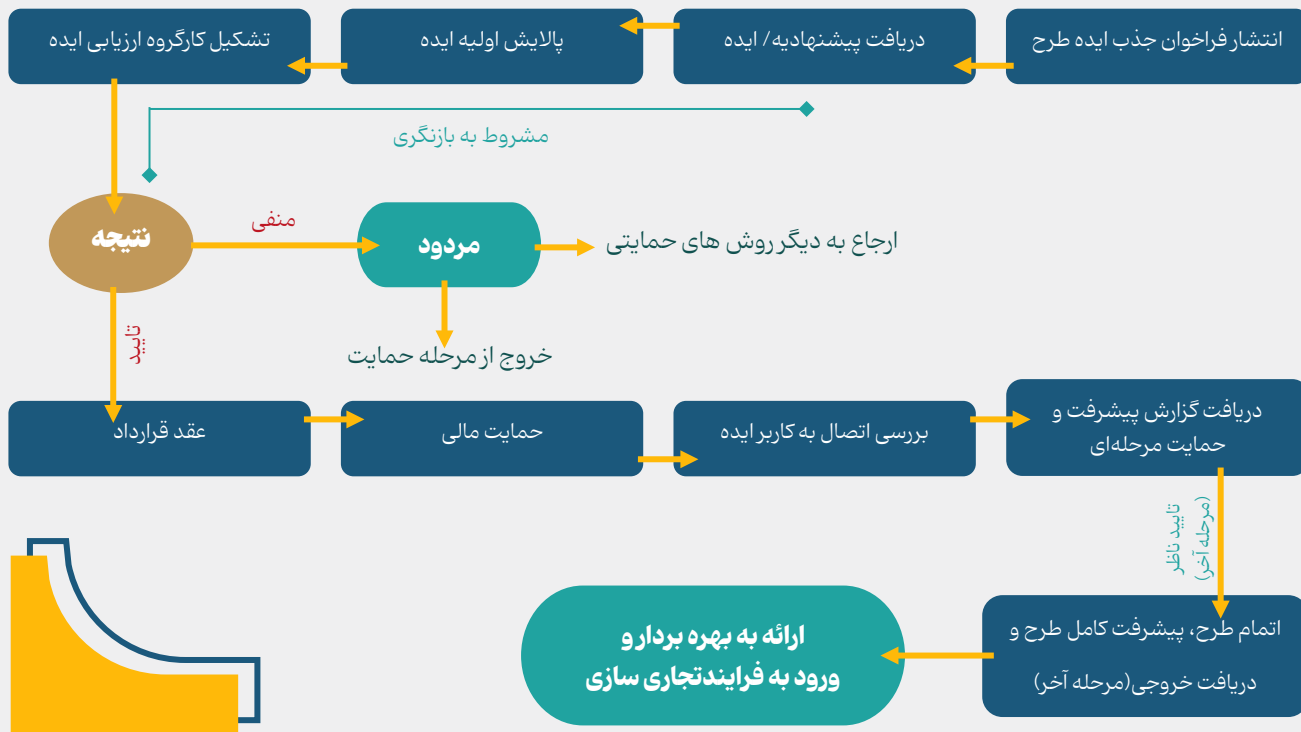 انتشار فراخوان جذب ایده طرح
دریافت پیشنهادیه/ ایده
پالایش اولیه ایده
تشکیل کارگروه ارزیابی ایده
مشروط به بازنگری
نتیجه
منفی
مردود
ارجاع به دیگر روش های حمایتی
خروج از مرحله حمایت
تایید
عقد قرارداد
حمایت مالی
بررسی اتصال به کاربر ایده
دریافت گزارش پیشرفت و
حمایت مرحله‌ای
تایید ناظر
(مرحله آخر)
اتمام طرح، پیشرفت کامل طرح و
دریافت خروجی(مرحله آخر)
ارائه به بهره بردار و
ورود به فرایندتجاری سازی